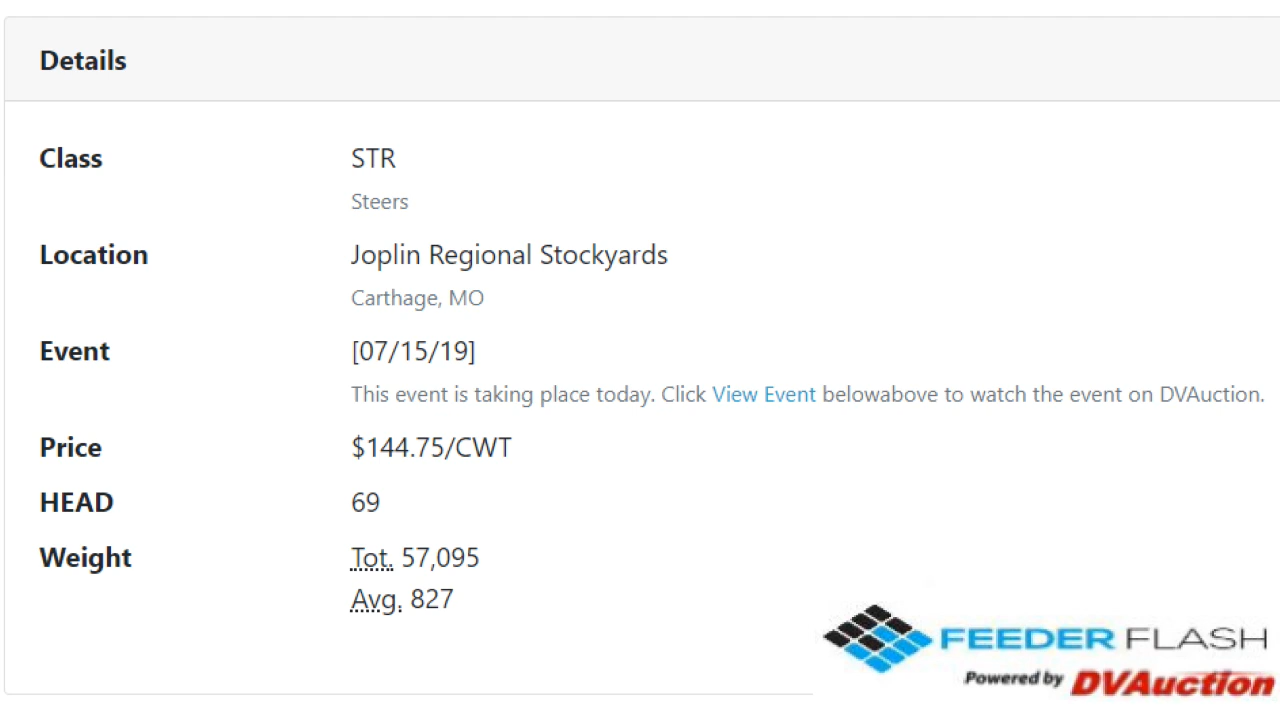 Details
Class STR
Steers
Location Joplin Regional Stockyards
Carthage, MO
Event [07/15/19]
This event is taking place today. Click View Event belowabove to watch the event on DVAuction.
Price $144.75/CWT
HEAD 69
Weight Tot. 57,095
Avg. 827
FEEDER FLASH
Powered by DVAuction